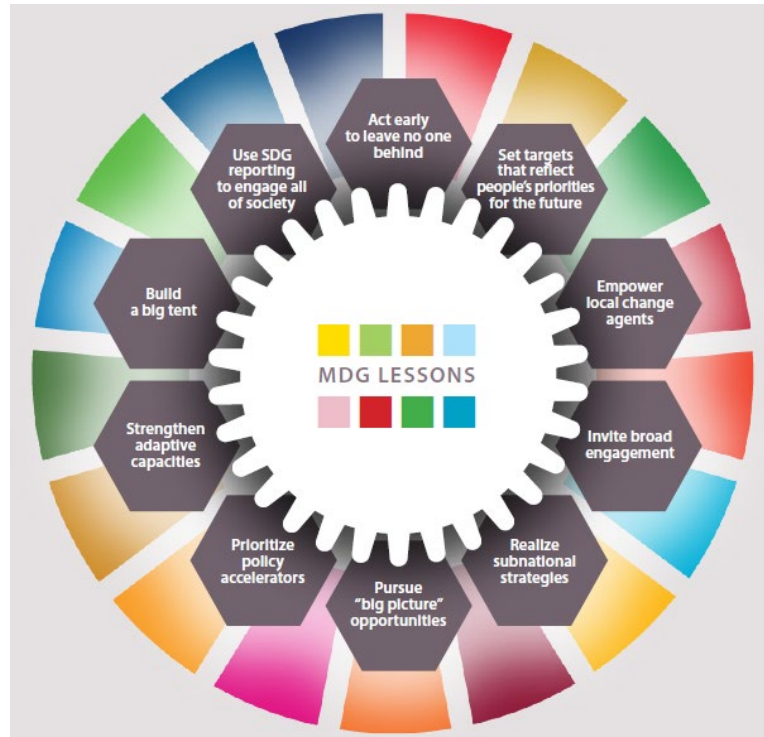 Act early
to leave no one
behind
Set targets
that reflect
people's priorities
for the future
Empower
local change
agents
Invite broad
engagement
Realize
subnational
strategies
Pursue
“big picture”
opportunities
Prioritize
policy
accelerators
Strengthen
adaptive
capacities
Build
a big tent
Use SDG
reporting
to engage all
of society
MDG LESSONS